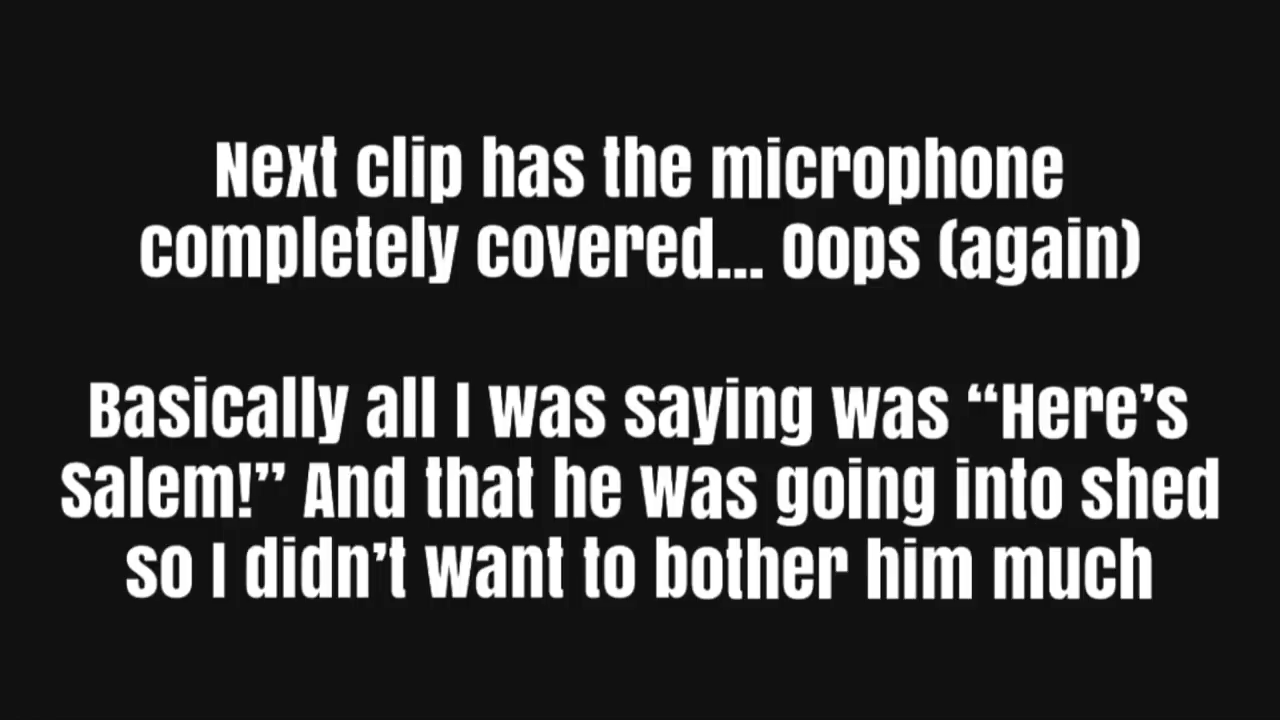 Next clip has the microphone
completely covered... Oops (again)
Basically all I was saying was “Here’s
Salem!” And that he was going into shed
so I didn’t want to bother him much